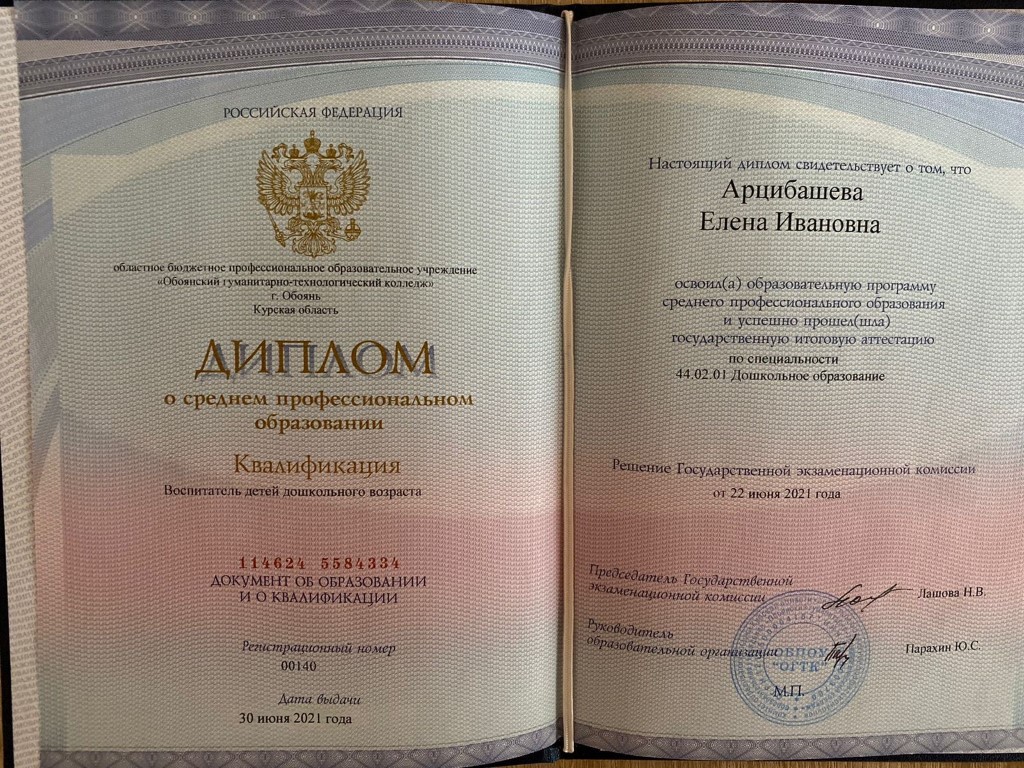 РОССИЙСКАЯ ФЕДЕРАЦИЯ
областное бюджетное профессиональное образовательное учреждение
«Обоянский гуманитарно-технологический колледж»
г. Обоянь
Курская область
ДИПЛОМ
о среднем профессиональном
образовании
Квалификация
Воспитатель детей дошкольного возраста
114624 5584334
ДОКУМЕНТ ОБ ОБРАЗОВАНИИ
И О КВАЛИФИКАЦИИ
Регистрационный номер
00140
Дата выдачи
30 июня 2021 года
Настоящий диплом свидетельствует о том, что
Арцибашева
Елена Ивановна
освоил(а) образовательную программу
среднего профессионального образования
и успешно прошел(шла)
государственную итоговую аттестацию
по специальности
44.02.01 Дошкольное образование
Решение Государственной экзаменационной комиссии
от 22 июня 2021 года
Председатель Государственной
экзаменационной комиссии
Лашова Н.В.
Руководитель
образовательной организации
Парахин Ю.С.
ОБПОУ
"ОГТК"
М.П.